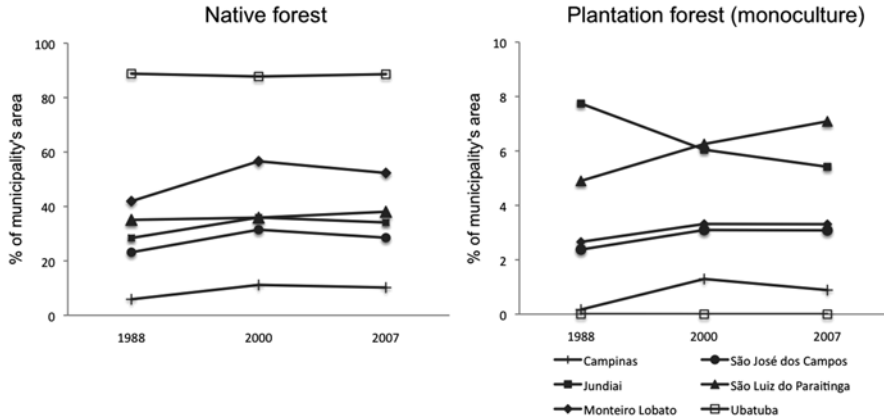 Native forest
% of municipality's area
100
80
60
40
20
0
1988
2000
2007
Plantation forest (monoculture)
% of municipality's area
10
8
6
4
2
0
1988
2000
2007
Campinas
São José dos Campos
Jundiai
São Luiz do Paraitinga
Monteiro Lobato
Ubatuba